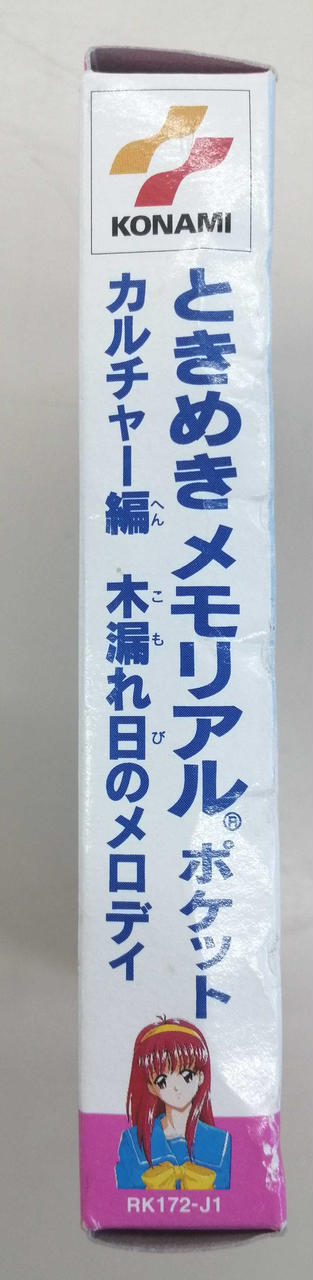 KONAMI
ときめきメモリアル®ポケット
カルチャー編 木漏れ日のメロディ
へん
こも
び
RK172-J1